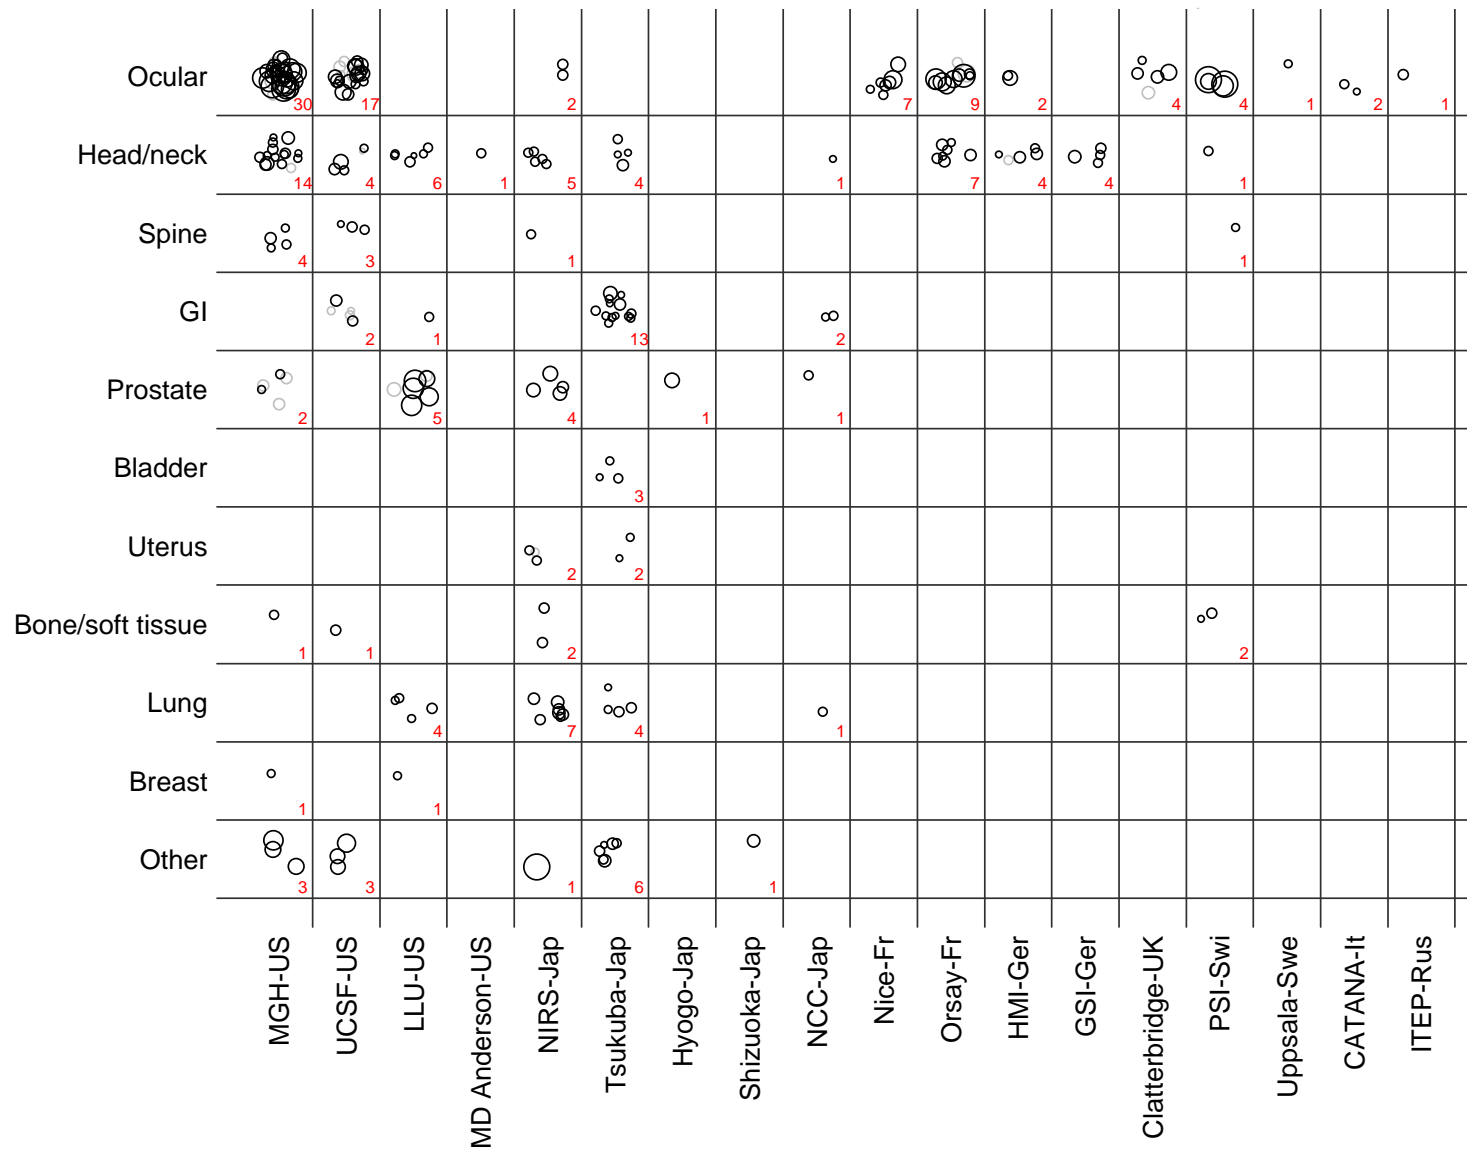 Ocular
30 17 2 7 9 2 4 4 1 2 1
Head/neck
14 4 6 1 5 4 1 7 4 4 1
Spine
4 3 1 1
GI
2 1 13 2
Prostate
2 5 4 1 1
Bladder
3
Uterus
2 2
Bone/soft tissue
1 1 2 2
Lung
4 7 4 1
Breast
1 1
Other
3 3 1 6 1
MGH-US
UCSF-US
LLU-US
MD Anderson-US
NIRS-Jap
Tsukuba-Jap
Hyogo-Jap
Shizuoka-Jap
NCC-Jap
Nice-Fr
Orsay-Fr
HMI-Ger
GSI-Ger
Clatterbridge-UK
PSI-Swi
Uppsala-Swe
CATANA-It
ITEP-Rus